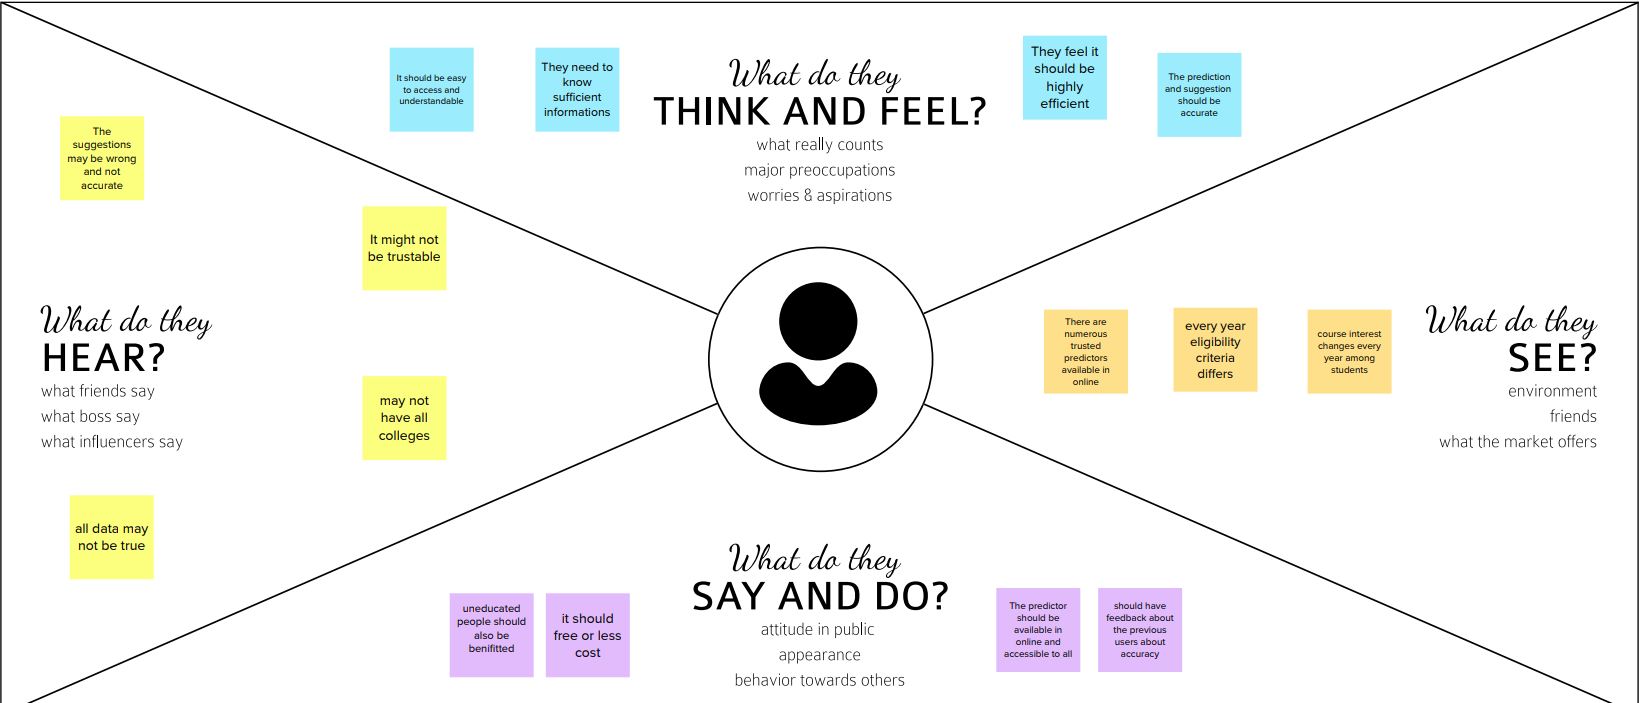 What do they
THINK AND FEEL?
what really counts
major preoccupations
worries & aspirations
It should be easy
to access and
understandable
They need to
know
sufficient
informations
They feel it
should be
highly
efficient
The prediction
and suggestion
should be
accurate
The
suggestions
may be wrong
and not
accurate
It might not
be trustable
What do they
HEAR?
what friends say
what boss say
what influencers say
may not
have all
colleges
all data may
not be true
There are
numerous
trusted
predictors
available in
online
every year
eligibility
criteria
differs
course interest
changes every
year among
students
What do they
SEE?
environment
friends
what the market offers
What do they
SAY AND DO?
attitude in public
appearance
behavior towards others
uneducated
people should
also be
benifitted
it should
free or less
cost
The predictor
should be
available in
online and
accessible to all
should have
feedback about
the previous
users about
accuracy